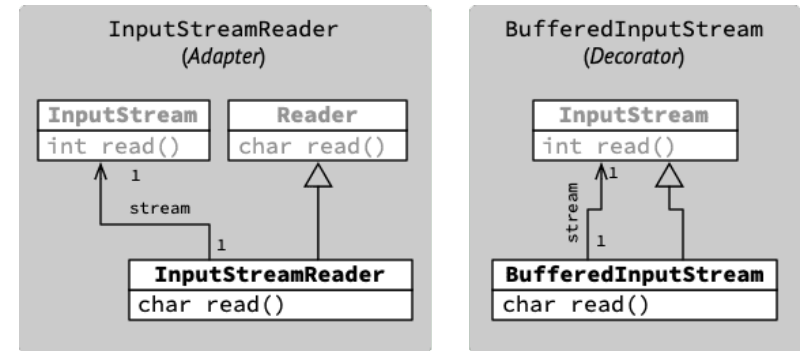 InputStreamReader
(Adapter)
InputStream
int read()
Reader
char read()
1
stream
1
InputStreamReader
char read()
BufferedInputStream
(Decorator)
InputStream
int read()
1
stream
1
BufferedInputStream
char read()